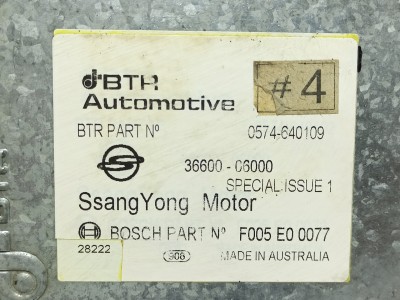 BTR
Automotive
#4
BTR PART Nº 0574-640109
36600-06000
SPECIAL ISSUE 1
SsangYong Motor
BOSCH PART Nº F005 E0 0077
28222 906 MADE IN AUSTRALIA